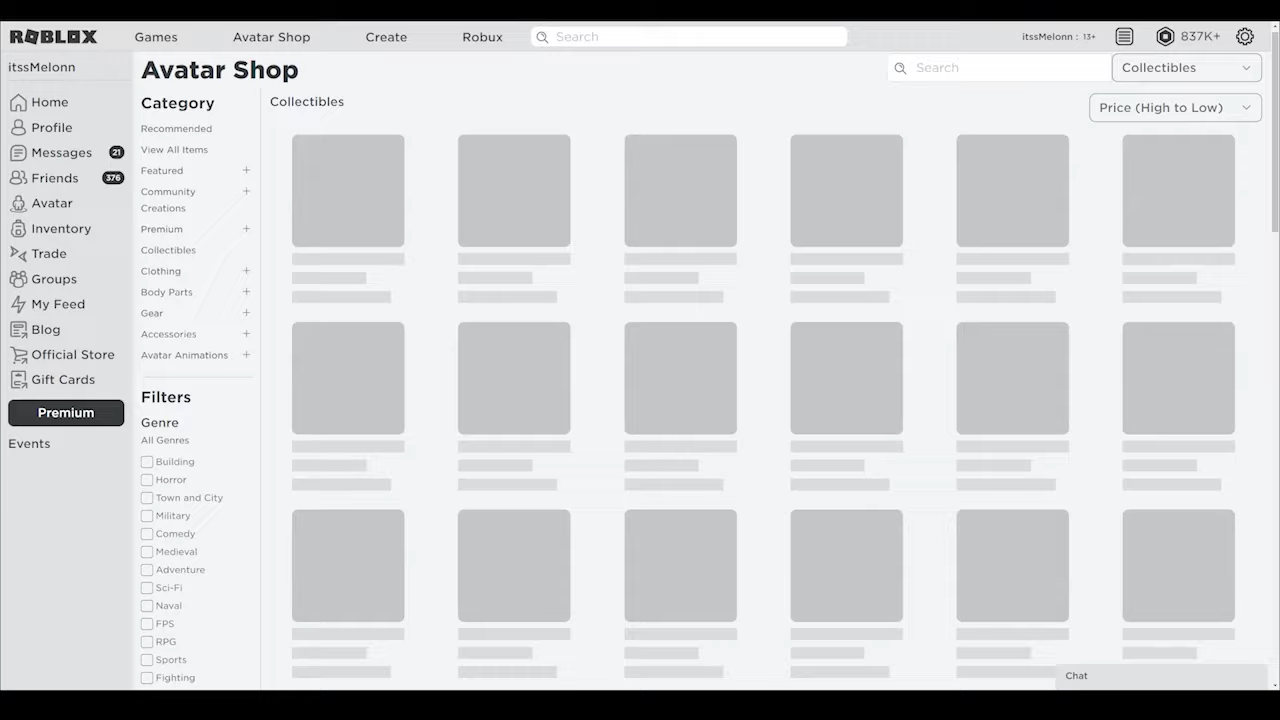 ROBLOX
Games
Avatar Shop
Create
Robux
Search
itssMelonn : 13+
837K+
itssMelonn
Home
Profile
Messages 21
Friends 376
Avatar
Inventory
Trade
Groups
My Feed
Blog
Official Store
Gift Cards
Premium
Events
Avatar Shop
Search
Collectibles
Category
Recommended
View All Items
Featured +
Community +
Creations
Premium +
Collectibles
Clothing +
Body Parts +
Gear +
Accessories +
Avatar Animations +
Filters
Genre
All Genres
Building
Horror
Town and City
Military
Comedy
Medieval
Adventure
Sci-Fi
Naval
FPS
RPG
Sports
Fighting
Collectibles
Price (High to Low)
Chat